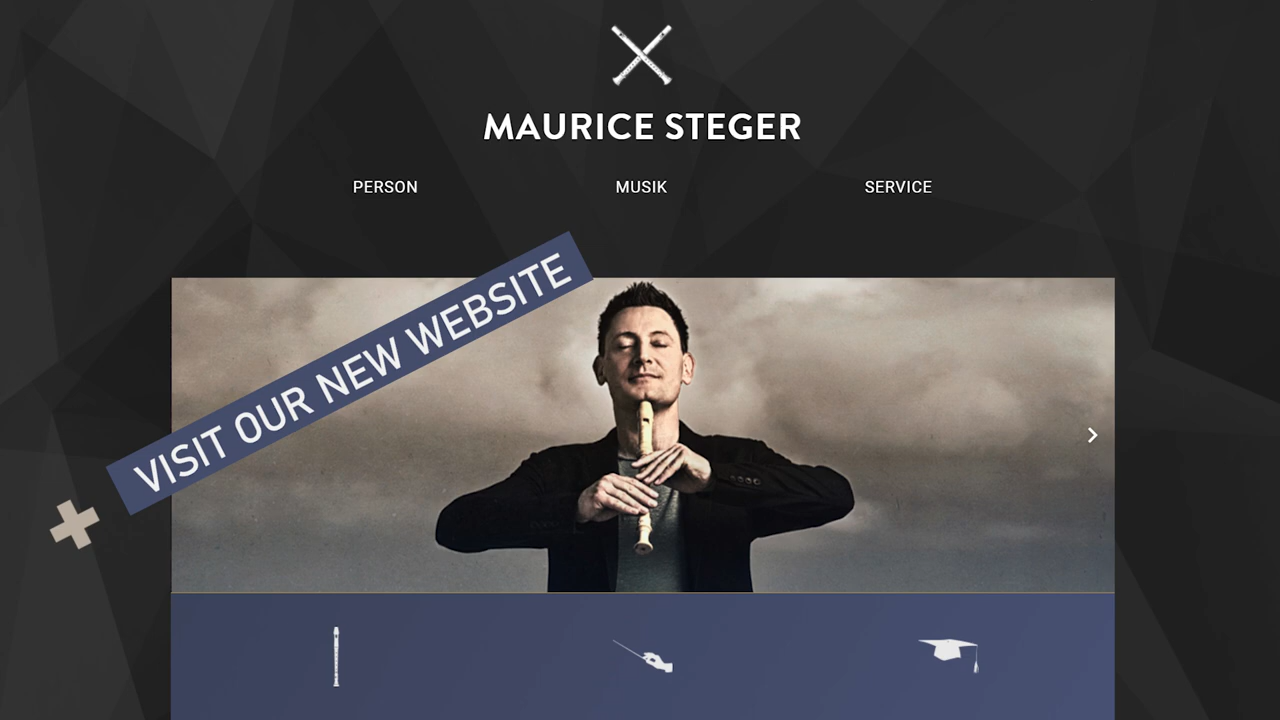 MAURICE STEGER
PERSON
MUSIK
SERVICE
VISIT OUR NEW WEBSITE